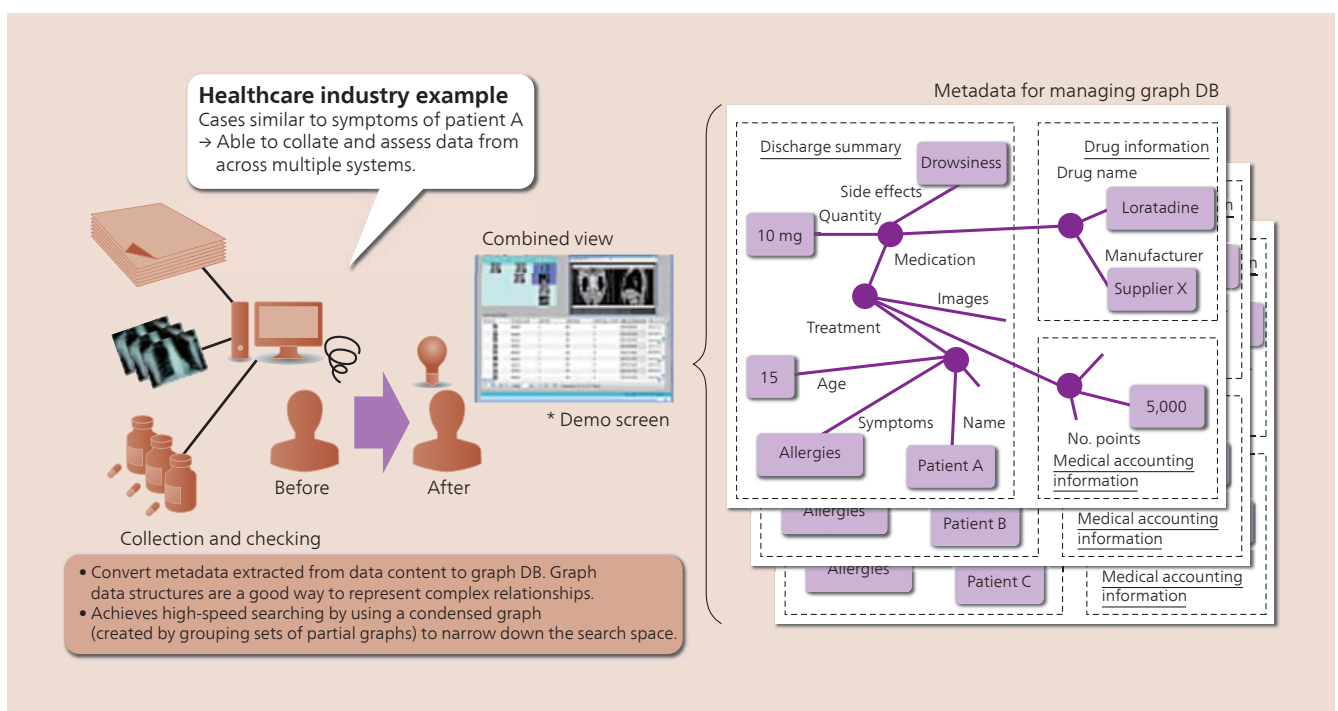 Healthcare industry example
Cases similar to symptoms of patient A
→ Able to collate and assess data from
across multiple systems.
Collection and checking
Before
After
Combined view
* Demo screen
• Convert metadata extracted from data content to graph DB. Graph
data structures are a good way to represent complex relationships.
• Achieves high-speed searching by using a condensed graph
(created by grouping sets of partial graphs) to narrow down the search space.
Metadata for managing graph DB
Discharge summary
Drowsiness
Side effects
Quantity
10 mg
Medication
Images
Treatment
15
Age
Symptoms
Name
Allergies
Patient A
Drug information
Drug name
Loratadine
Manufacturer
Supplier X
5,000
No. points
Medical accounting
information
Allergies
Patient B
Medical accounting
information
Allergies
Patient C
Medical accounting
information